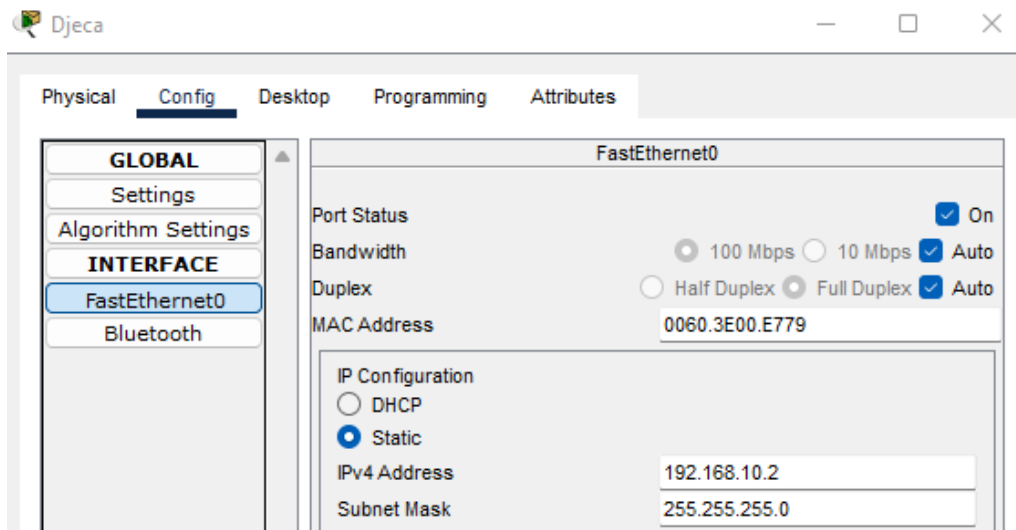 Djeca
Physical Config Desktop Programming Attributes
GLOBAL
Settings
Algorithm Settings
INTERFACE
FastEthernet0
Bluetooth
FastEthernet0
Port Status On
Bandwidth 100 Mbps 10 Mbps Auto
Duplex Half Duplex Full Duplex Auto
MAC Address 0060.3E00.E779
IP Configuration
DHCP
Static
IPv4 Address 192.168.10.2
Subnet Mask 255.255.255.0